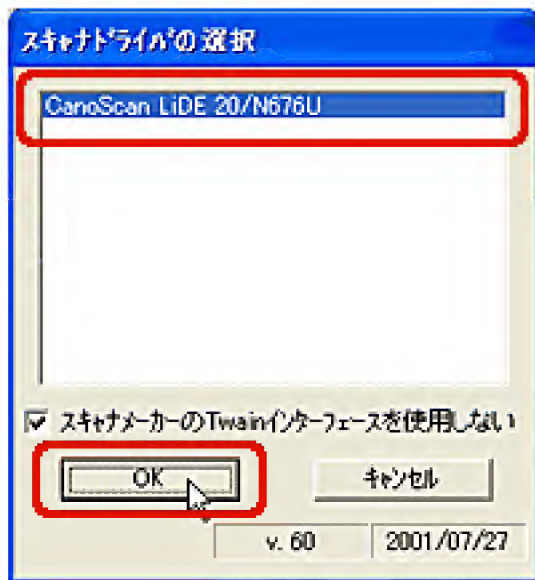 スキャナドライバの選択
CanoScan LiDE 20/N676U
スキャナメーカーのTwainインターフェースを使用しない
OK
キャンセル
v. 60
2001/07/27